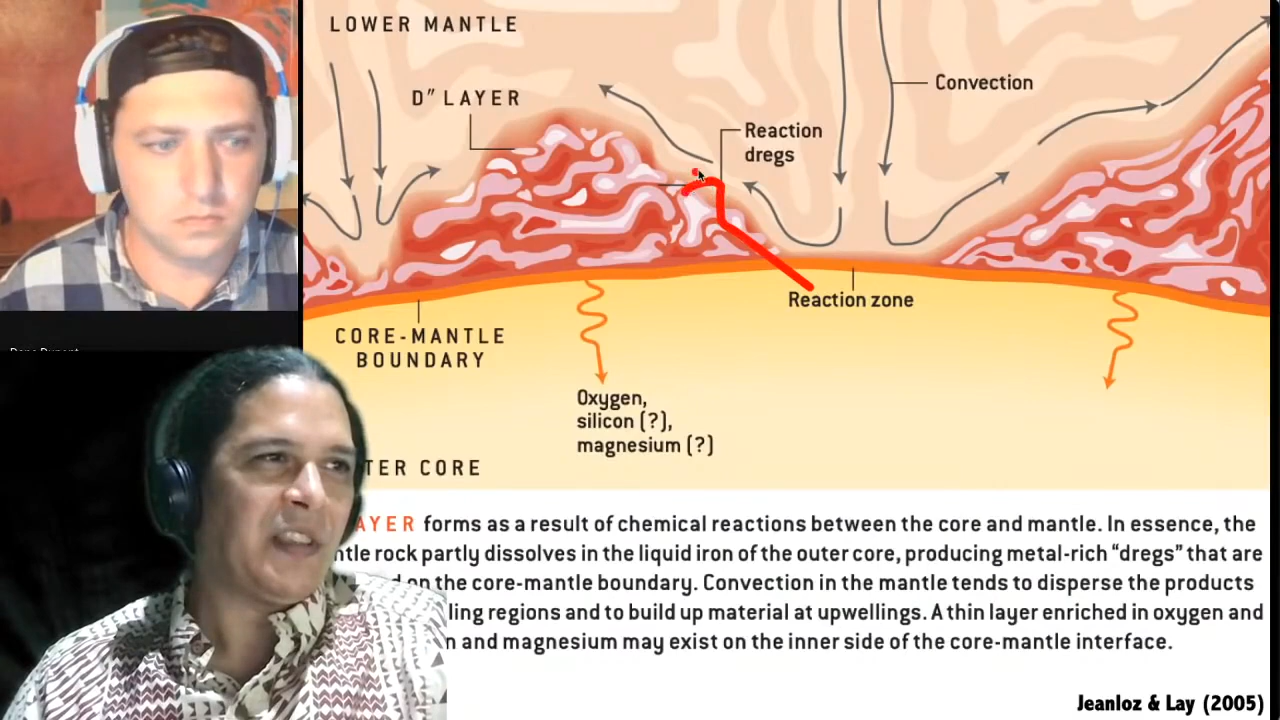 LOWER MANTLE
D″ LAYER
Convection
Reaction
dregs
Reaction zone
CORE-MANTLE
BOUNDARY
Oxygen,
silicon (?),
magnesium (?)
TER CORE
AYER forms as a result of chemical reactions between the core and mantle. In essence, the
ntle rock partly dissolves in the liquid iron of the outer core, producing metal-rich “dregs” that are
on the core-mantle boundary. Convection in the mantle tends to disperse the products
ling regions and to build up material at upwellings. A thin layer enriched in oxygen and
n and magnesium may exist on the inner side of the core-mantle interface.
Jeanloz & Lay (2005)